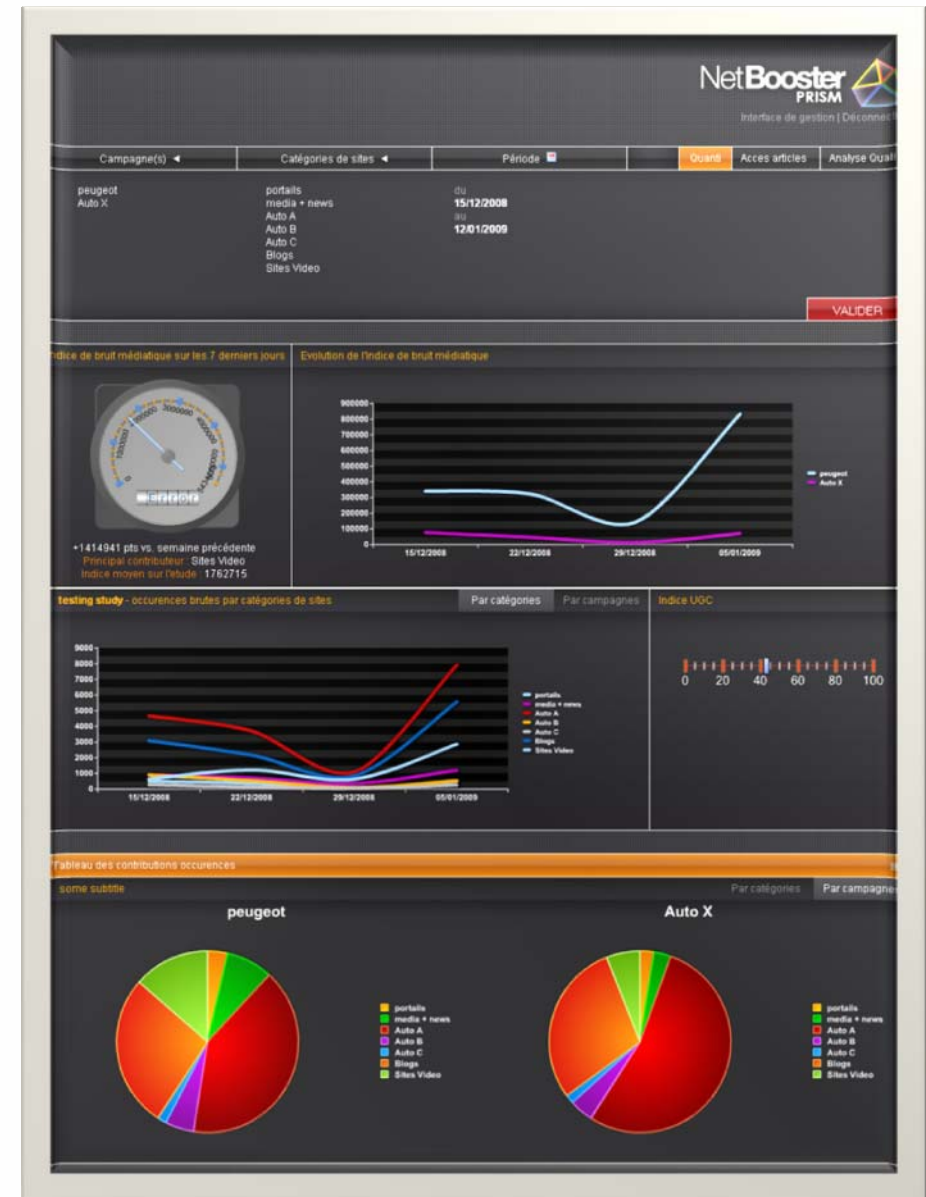 NetBooster
PRISM
Interface de gestion | Déconnect
Campagne(s) ◄
Catégories de sites ◄
Période
Quanti
Acces articles
Analyse Quali
peugeot
Auto X
portails
media + news
Auto A
Auto B
Auto C
Blogs
Sites Video
du
15/12/2008
au
12/01/2009
VALIDER
ndice de bruit médiatique sur les 7 derniers jours
0
1000000
2000000
3000000
4000000
Error
+1414941 pts vs. semaine précédente
Principal contributeur : Sites Video
Indice moyen sur l'etude : 1762715
Evolution de l'indice de bruit médiatique
900000
800000
700000
600000
500000
400000
300000
200000
100000
0
15/12/2008
22/12/2008
29/12/2008
05/01/2009
peugeot
Auto X
testing study - occurences brutes par catégories de sites
Par catégories
Par campagnes
9000
8000
7000
6000
5000
4000
3000
2000
1000
0
15/12/2008
22/12/2008
29/12/2008
05/01/2009
portails
media + news
Auto A
Auto B
Auto C
Blogs
Sites Video
Indice UGC
0 20 40 60 80 100
Tableau des contributions occurences
some subtitle
Par catégories
Par campagnes
peugeot
portails
media + news
Auto A
Auto B
Auto C
Blogs
Sites Video
Auto X
portails
media + news
Auto A
Auto B
Auto C
Blogs
Sites Video